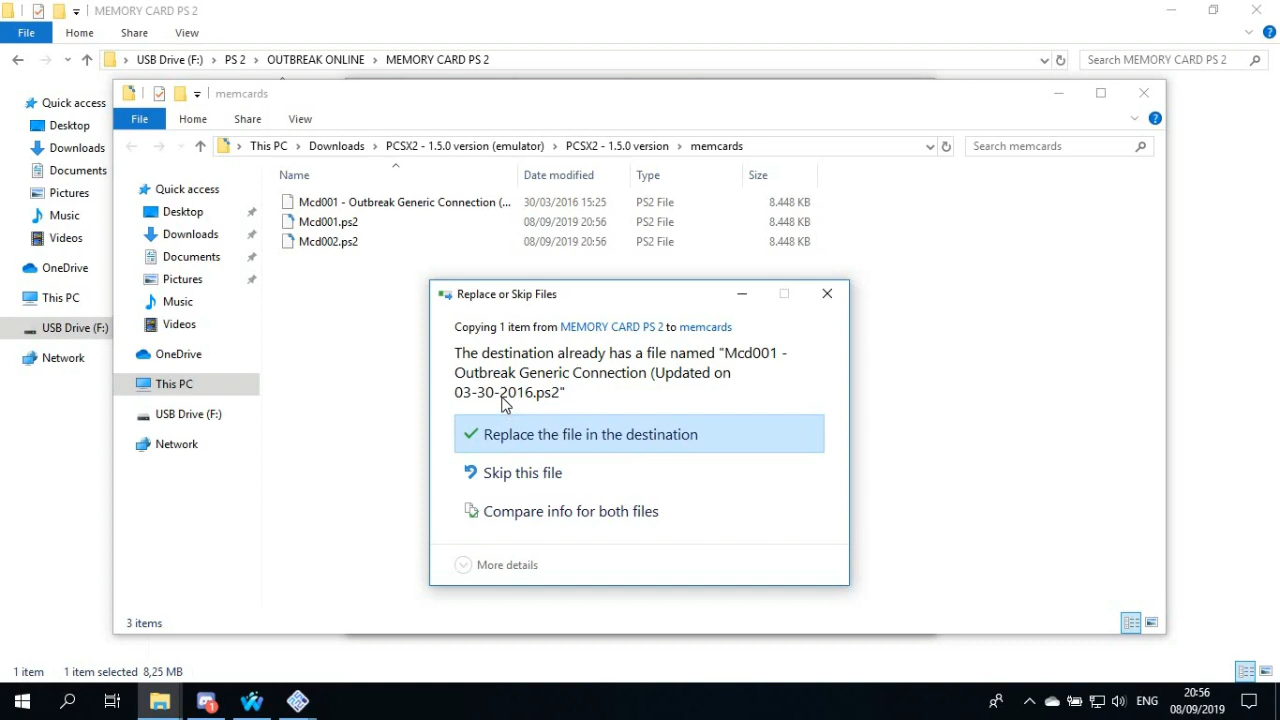 MEMORY CARD PS 2
File Home Share View
USB Drive (F:) PS 2 OUTBREAK ONLINE MEMORY CARD PS 2 Search MEMORY CARD PS 2
Quick access
Desktop
Downloads
Documents
Pictures
Music
Videos
OneDrive
This PC
USB Drive (F:)
Network
1 item 1 item selected 8,25 MB
memcards
File Home Share View
This PC Downloads PCSX2 - 1.5.0 version (emulator) PCSX2 - 1.5.0 version memcards Search memcards
Quick access
Desktop
Downloads
Documents
Pictures
Music
Videos
OneDrive
This PC
USB Drive (F:)
Network
Name Date modified Type Size
Mcd001 - Outbreak Generic Connection (... 30/03/2016 15:25 PS2 File 8.448 KB
Mcd001.ps2 08/09/2019 20:56 PS2 File 8.448 KB
Mcd002.ps2 08/09/2019 20:56 PS2 File 8.448 KB
3 items
Replace or Skip Files
Copying 1 item from MEMORY CARD PS 2 to memcards
The destination already has a file named "Mcd001 -
Outbreak Generic Connection (Updated on
03-30-2016.ps2"
Replace the file in the destination
Skip this file
Compare info for both files
More details
ENG
20:56
08/09/2019